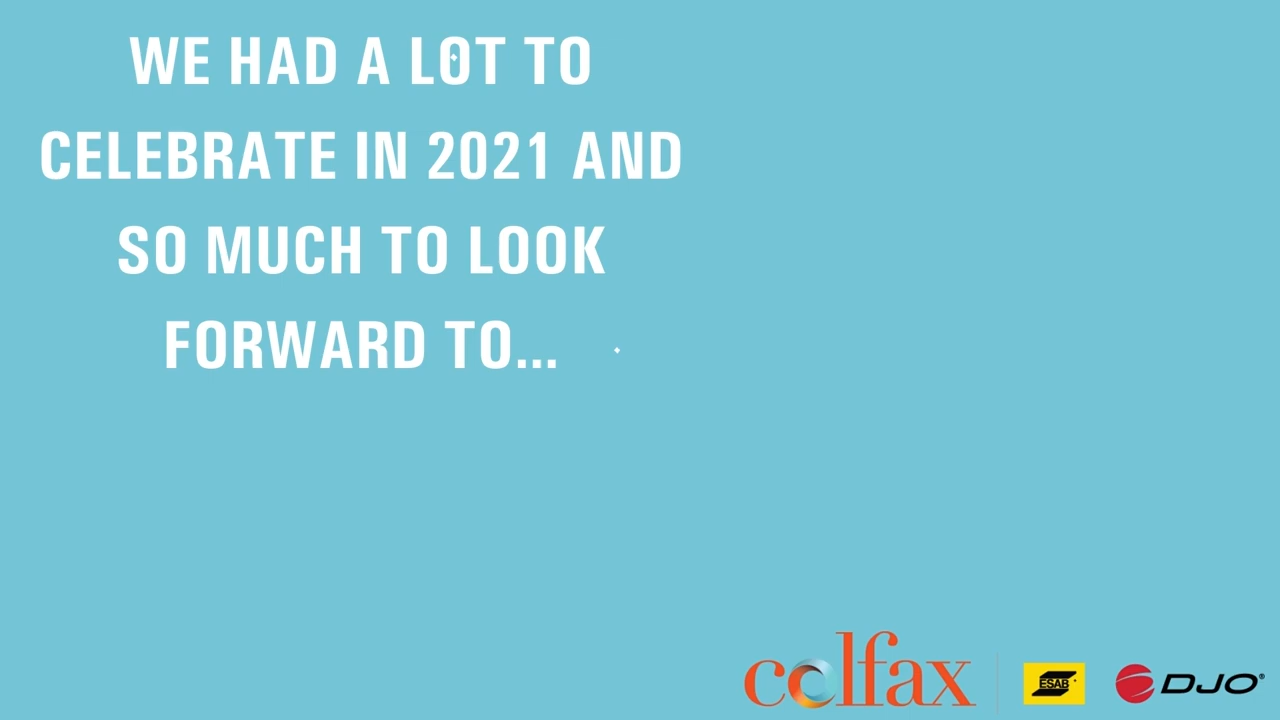 WE HAD A LOT TO
CELEBRATE IN 2021 AND
SO MUCH TO LOOK
FORWARD TO...
colfax
ESAB
DJO®